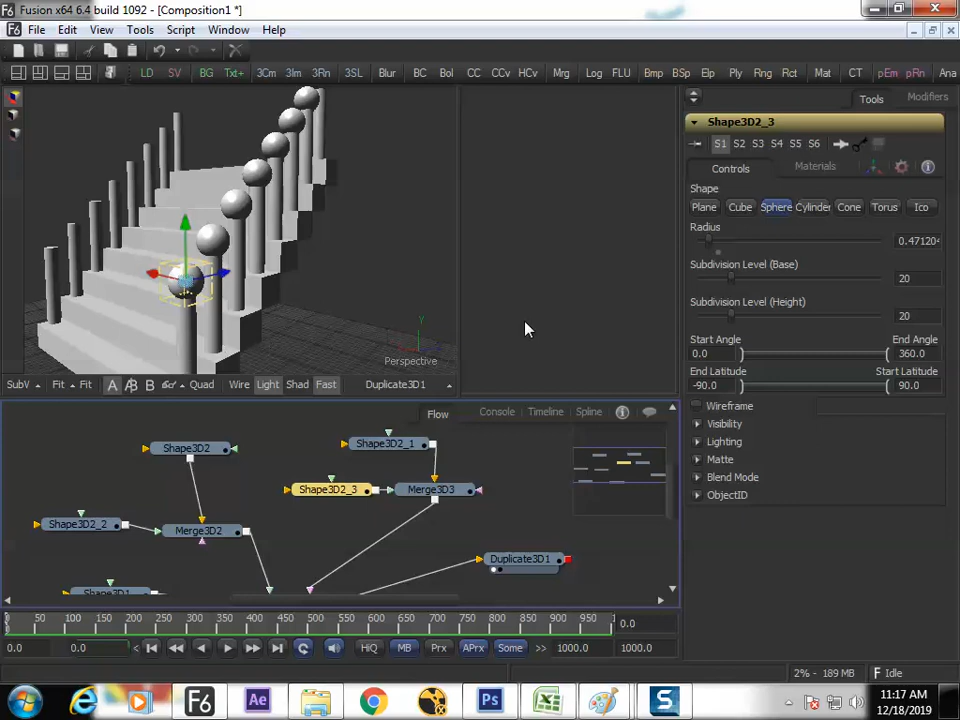 Fusion x64 6.4 build 1092 - [Composition1 *]
File Edit View Tools Script Window Help
LD SV BG Txt+ 3Cm 3Im 3Rn 3SL Blur BC Bol CC CCv HCv Mrg Log FLU Bmp BSp Elp Ply Rng Rct Mat CT pEm pRn Ana
Tools Modifiers
Shape3D2_3
S1 S2 S3 S4 S5 S6
Controls Materials
Shape
Plane Cube Sphere Cylinder Cone Torus Ico
Radius
0.471204
Subdivision Level (Base)
20
Subdivision Level (Height)
20
Start Angle End Angle
0.0 360.0
End Latitude Start Latitude
-90.0 90.0
Wireframe
Visibility
Lighting
Matte
Blend Mode
ObjectID
Y
Perspective
SubV Fit Fit A B Quad Wire Light Shad Fast Duplicate3D1
Flow Console Timeline Spline
Shape3D2 Shape3D2_1
Shape3D2_3 Merge3D3
Shape3D2_2 Merge3D2
Duplicate3D1
Shape3D1
0 50 100 150 200 250 300 350 400 450 500 550 600 650 700 750 800 850 900 950 0.0
0.0 0.0 HiQ MB Prx APrx Some >> 1000.0 1000.0
2% - 189 MB Idle
11:17 AM
12/18/2019